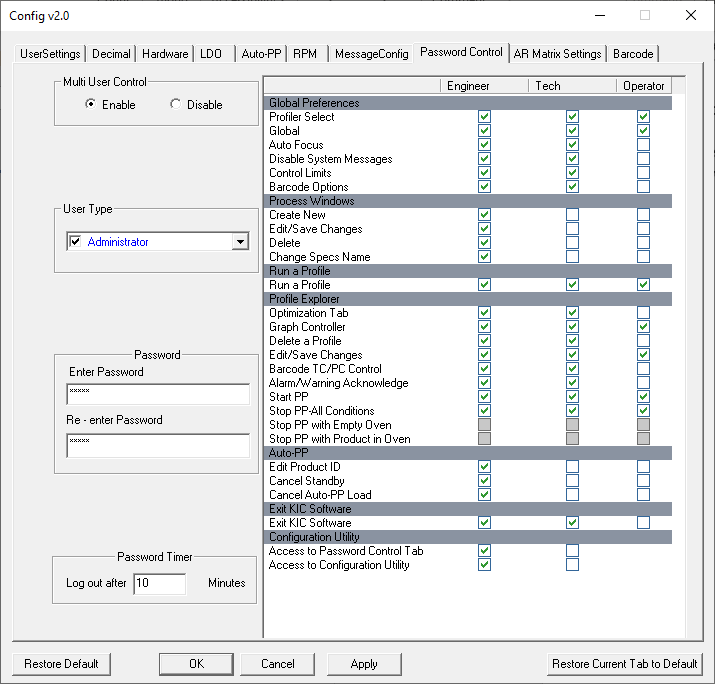 Config v2.0
UserSettings Decimal Hardware LDO Auto-PP RPM MessageConfig Password Control AR Matrix Settings Barcode
Multi User Control
Enable Disable
User Type
Administrator
Password
Enter Password
*****
Re - enter Password
*****
Password Timer
Log out after 10 Minutes
Engineer Tech Operator
Global Preferences
Profiler Select
Global
Auto Focus
Disable System Messages
Control Limits
Barcode Options
Process Windows
Create New
Edit/Save Changes
Delete
Change Specs Name
Run a Profile
Run a Profile
Profile Explorer
Optimization Tab
Graph Controller
Delete a Profile
Edit/Save Changes
Barcode TC/PC Control
Alarm/Warning Acknowledge
Start PP
Stop PP-All Conditions
Stop PP with Empty Oven
Stop PP with Product in Oven
Auto-PP
Edit Product ID
Cancel Standby
Cancel Auto-PP Load
Exit KIC Software
Exit KIC Software
Configuration Utility
Access to Password Control Tab
Access to Configuration Utility
Restore Default OK Cancel Apply Restore Current Tab to Default